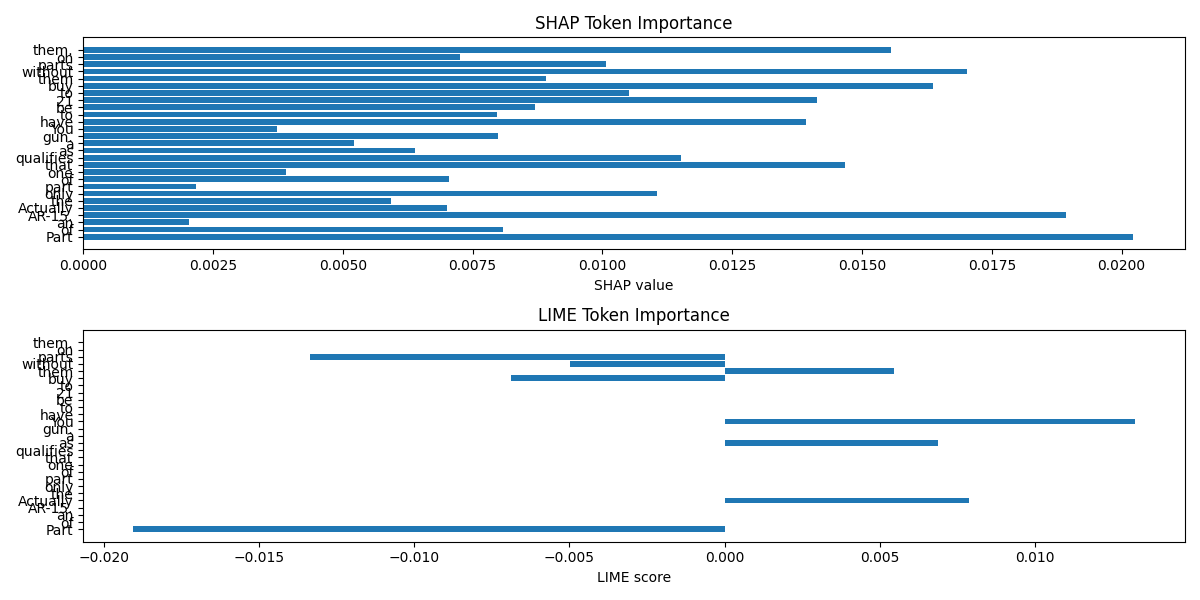 SHAP Token Importance
them,
on
parts
without
them
buy
to
21
be
to
have
You
gun.
a
as
qualifies
that
one
of
part
only
the
Actually
AR-15.
an
of
Part
0.0000 0.0025 0.0050 0.0075 0.0100 0.0125 0.0150 0.0175 0.0200
SHAP value
LIME Token Importance
them,
on
parts
without
them
buy
to
21
be
to
have
You
gun.
a
as
qualifies
that
one
of
part
only
the
Actually
AR-15.
an
of
Part
−0.020 −0.015 −0.010 −0.005 0.000 0.005 0.010
LIME score